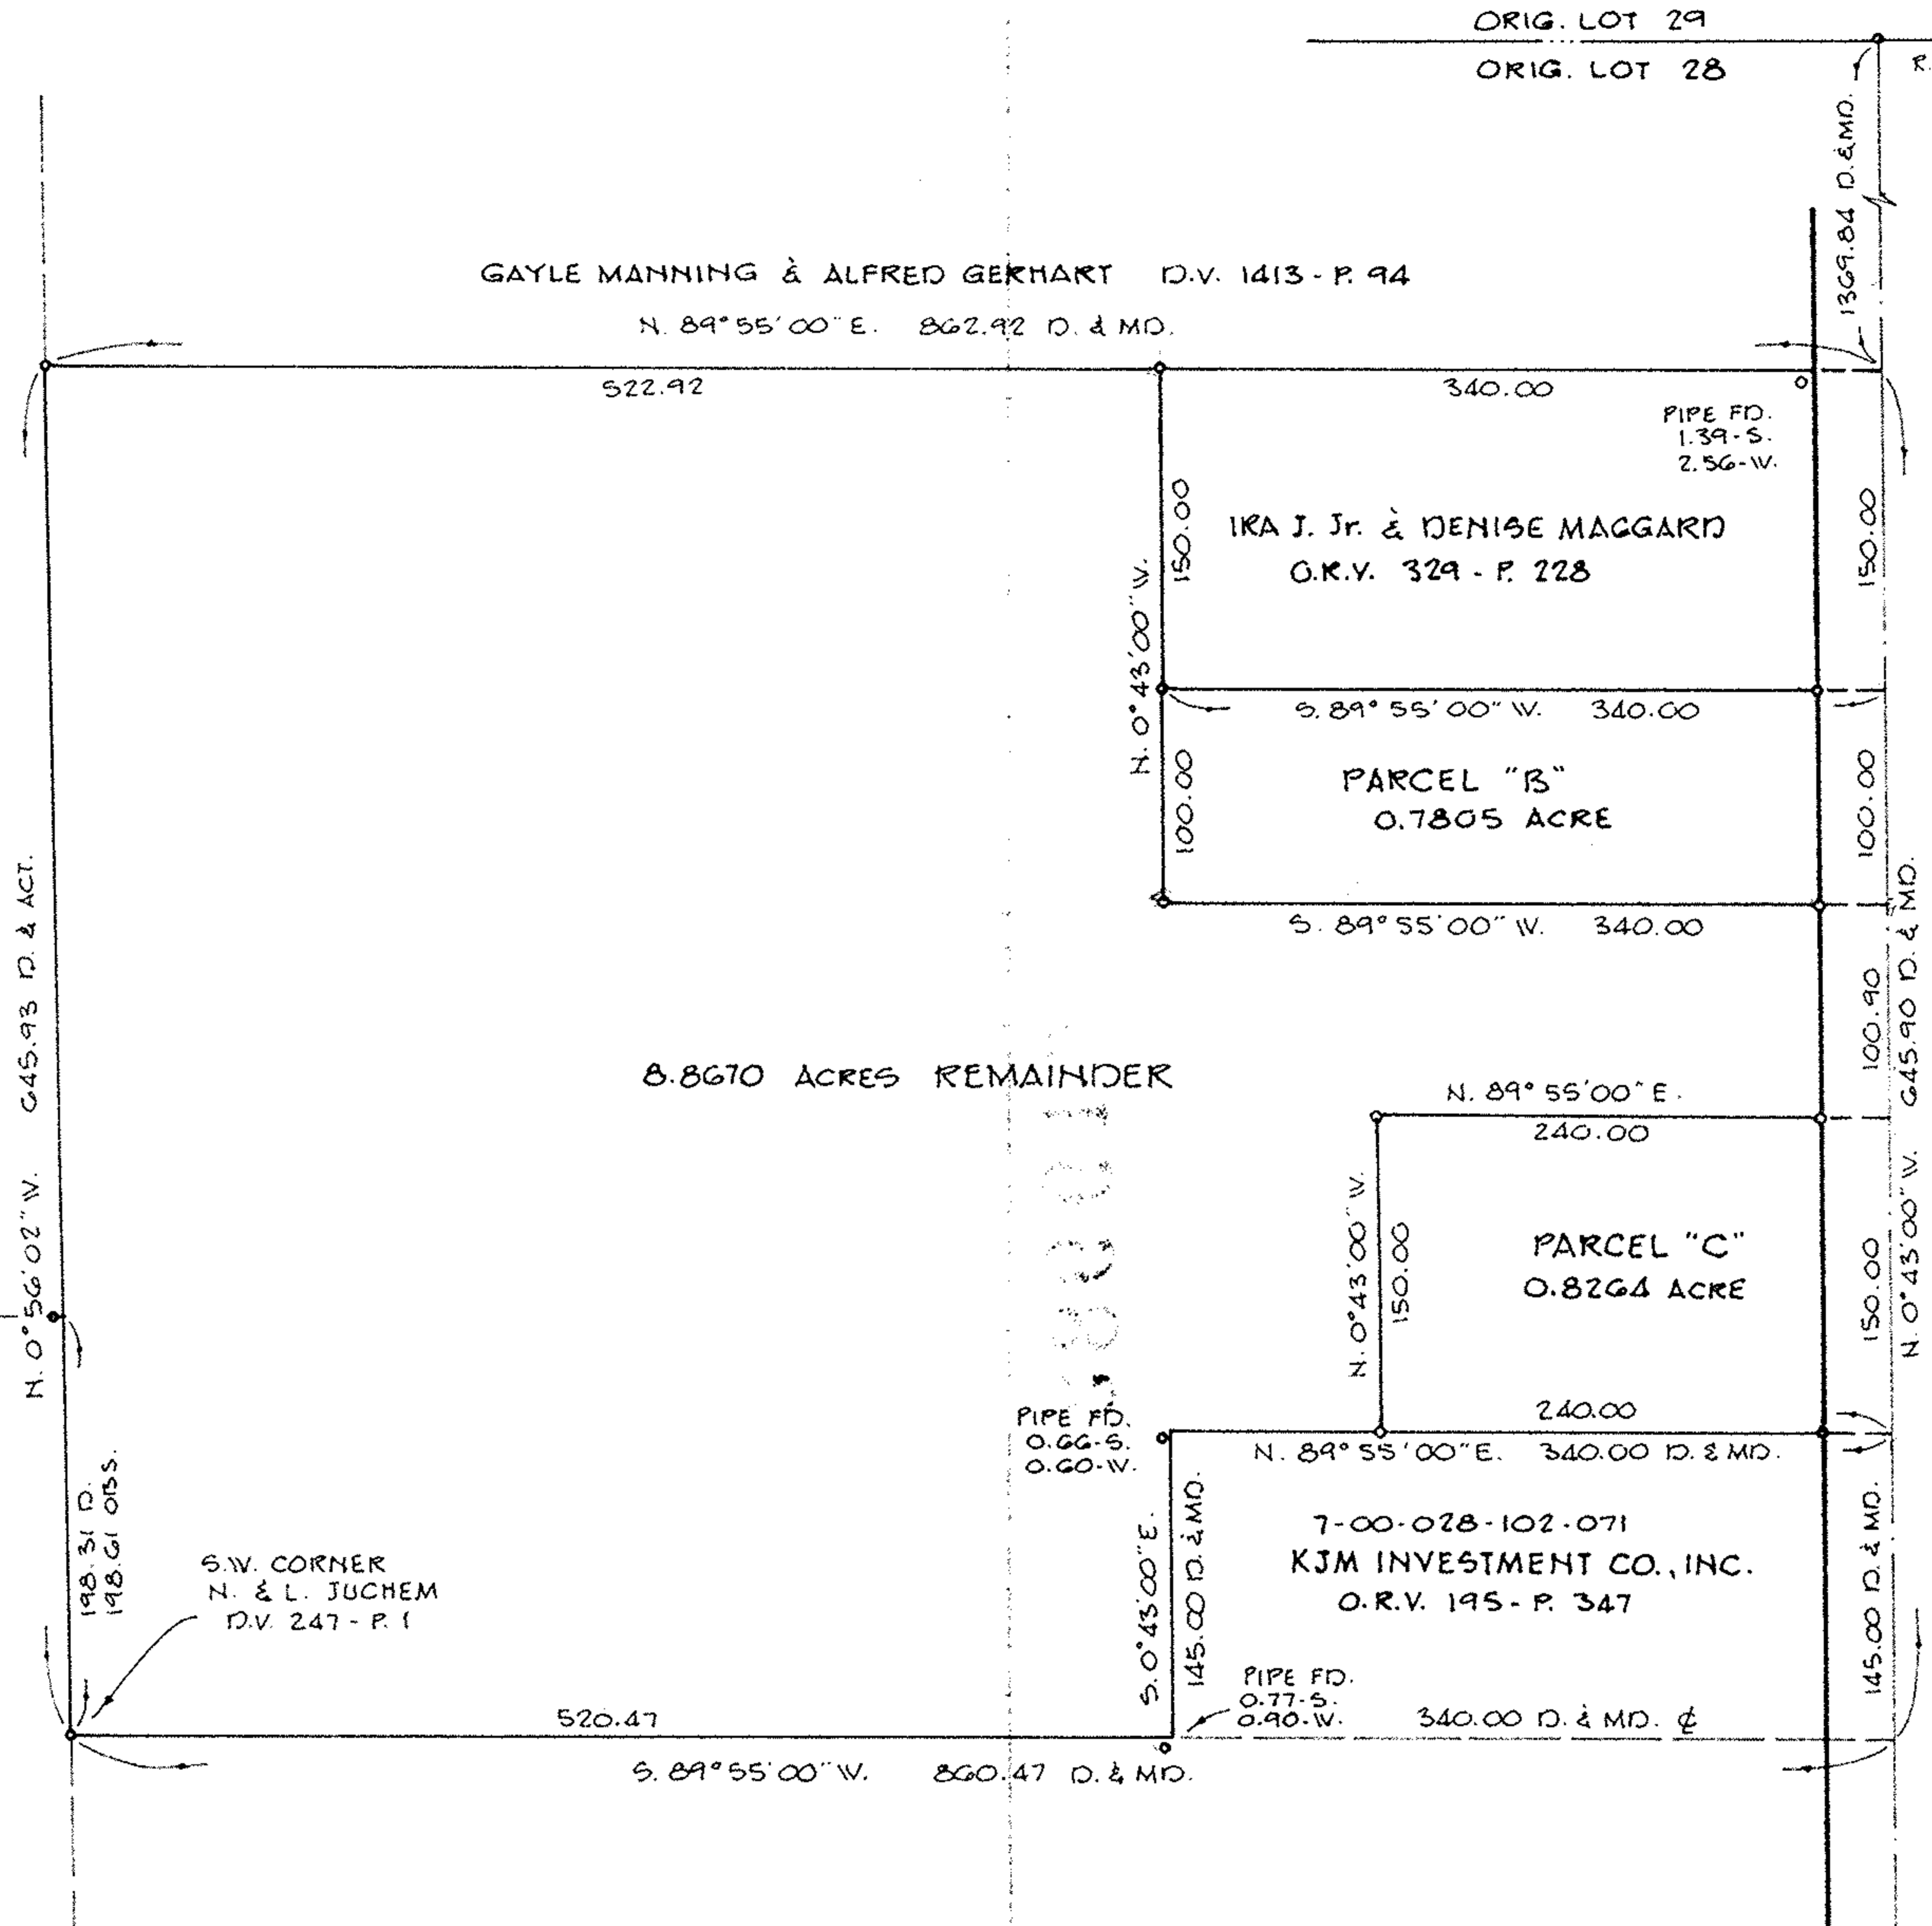 ORIG. LOT 29
ORIG. LOT 28
R.
1369.84 D.&MD.
GAYLE MANNING & ALFRED GERHART D.V. 1413 - P. 94
N. 89° 55' 00" E. 862.92 D. & MD.
522.92
340.00
PIPE FD.
1.39-S.
2.56-W.
150.00
N. 0° 43' 00" W.
IRA J. Jr. & DENISE MAGGARD
O.R.V. 329 - P. 228
150.00
S. 89° 55' 00" W. 340.00
100.00
PARCEL "B"
0.7805 ACRE
100.00
S. 89° 55' 00" W. 340.00
N. 0° 56' 02" W. 645.93 D. & ACT.
100.90
N. 0° 43' 00" W. 645.90 D. & MD.
8.8670 ACRES REMAINDER
N. 89° 55' 00" E.
240.00
N. 0° 43' 00" W.
150.00
PARCEL "C"
0.8264 ACRE
150.00
240.00
PIPE FD.
0.66-S.
0.60-W.
N. 89° 55' 00" E. 340.00 D. & MD.
198.31 D.
198.61 OBS.
S.W. CORNER
N. & L. JUCHEM
D.V. 247 - P. 1
S. 0° 43' 00" E.
145.00 D. & MD.
7-00-028-102-071
KJM INVESTMENT CO., INC.
O.R.V. 195 - P. 347
145.00 D. & MD.
PIPE FD.
0.77-S.
0.90-W.
520.47
340.00 D. & MD. ₵
S. 89° 55' 00" W. 860.47 D. & MD.